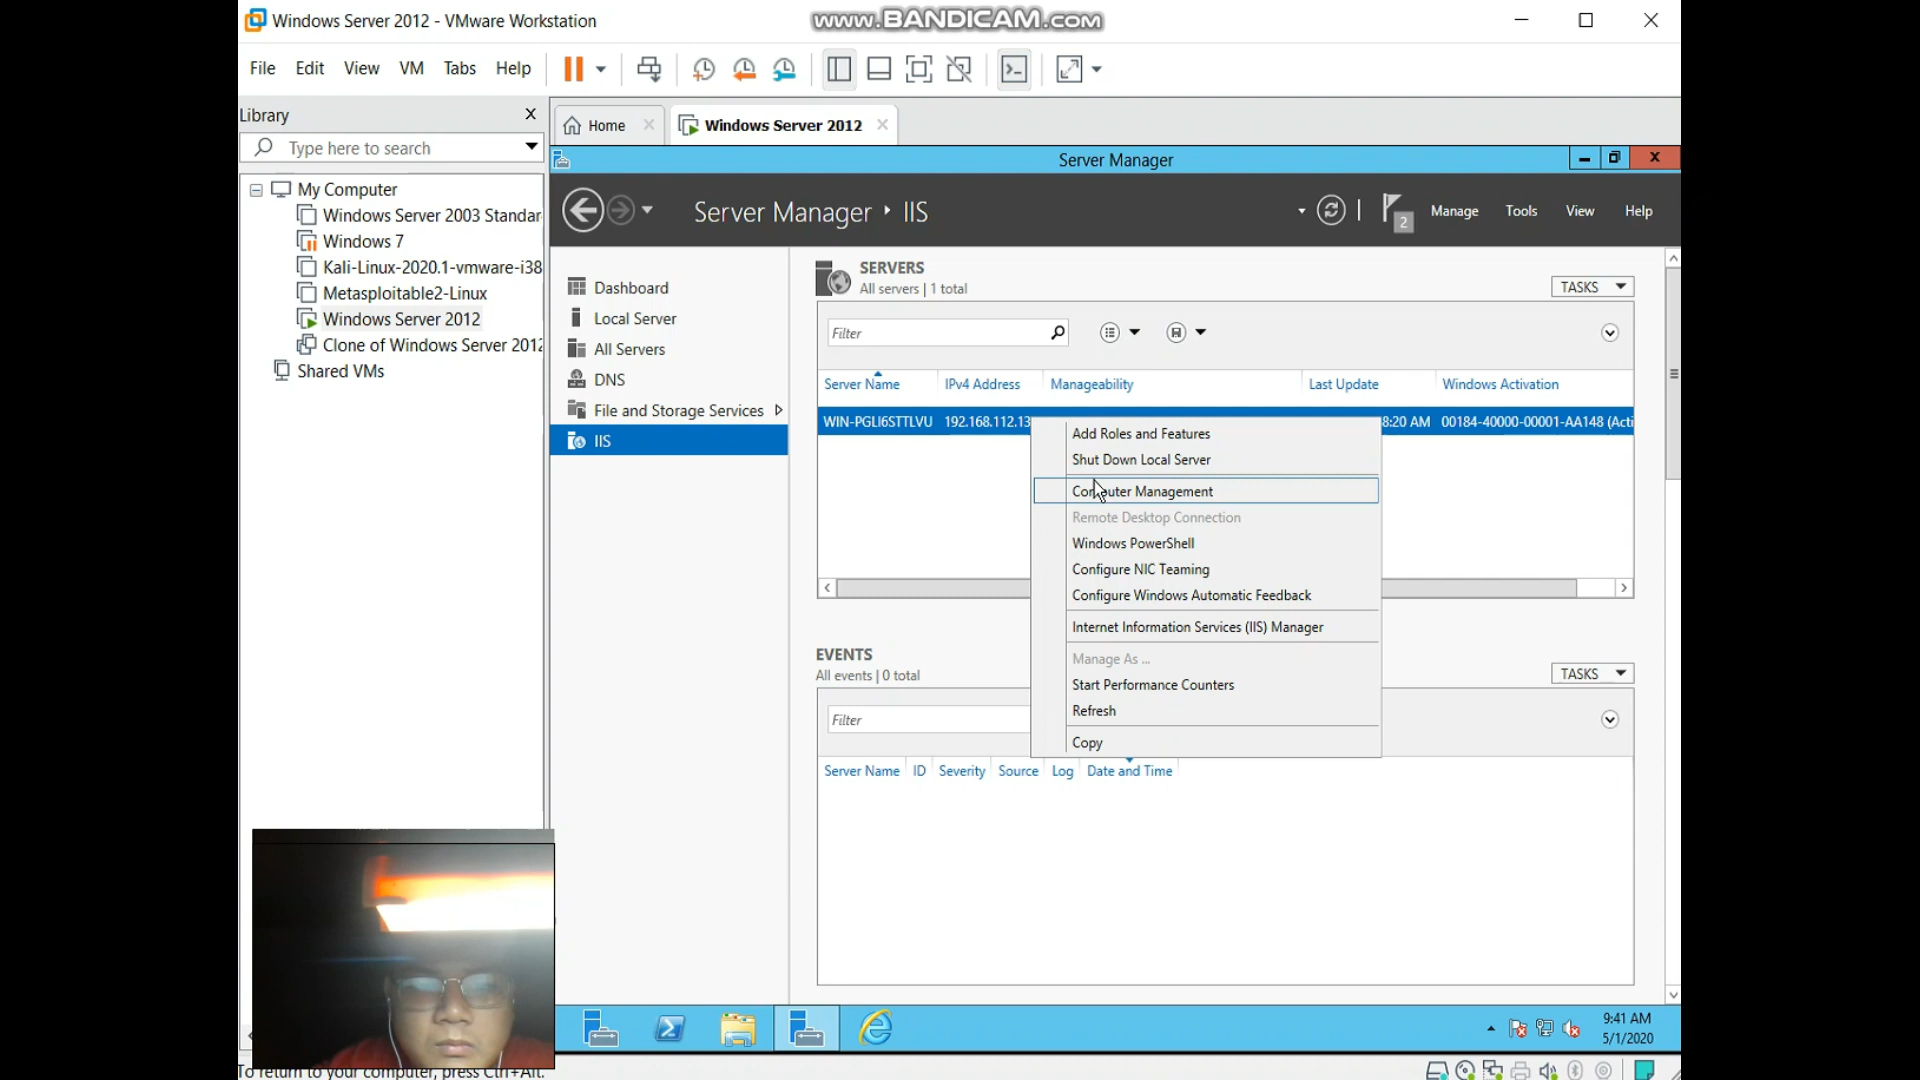 Windows Server 2012 - VMware Workstation
www.BANDICAM.com
File Edit View VM Tabs Help
Library
Type here to search
My Computer
Windows Server 2003 Standar
Windows 7
Kali-Linux-2020.1-vmware-i38
Metasploitable2-Linux
Windows Server 2012
Clone of Windows Server 2012
Shared VMs
Home
Windows Server 2012
Server Manager
Server Manager IIS
2
Manage Tools View Help
Dashboard
Local Server
All Servers
DNS
File and Storage Services
IIS
SERVERS
All servers | 1 total
TASKS
Filter
Server Name IPv4 Address Manageability Last Update Windows Activation
WIN-PGLI6STTLVU 192.168.112.13 8:20 AM 00184-40000-00001-AA148 (Acti
Add Roles and Features
Shut Down Local Server
Computer Management
Remote Desktop Connection
Windows PowerShell
Configure NIC Teaming
Configure Windows Automatic Feedback
Internet Information Services (IIS) Manager
Manage As ...
Start Performance Counters
Refresh
Copy
EVENTS
All events | 0 total
TASKS
Filter
Server Name ID Severity Source Log Date and Time
9:41 AM
5/1/2020
To return to your computer, press Ctrl+Alt.